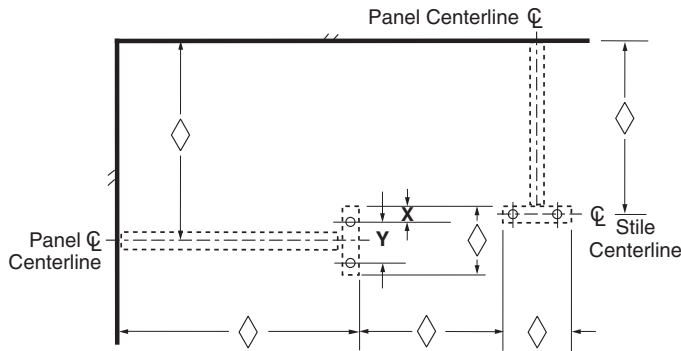 Panel Centerline ℄
X
Y
Panel ℄
Centerline
℄ Stile
Centerline